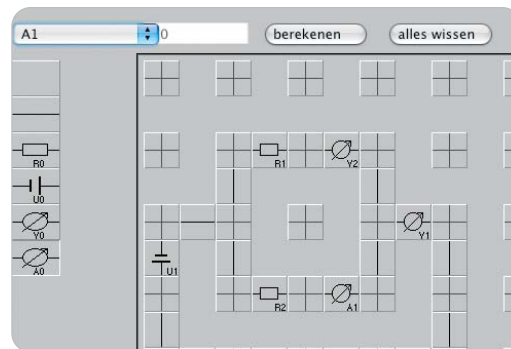 A1 0 berekenen alles wissen
R0
U0
Y0
A0
R1 Y2
Y1
U1
R2 A1